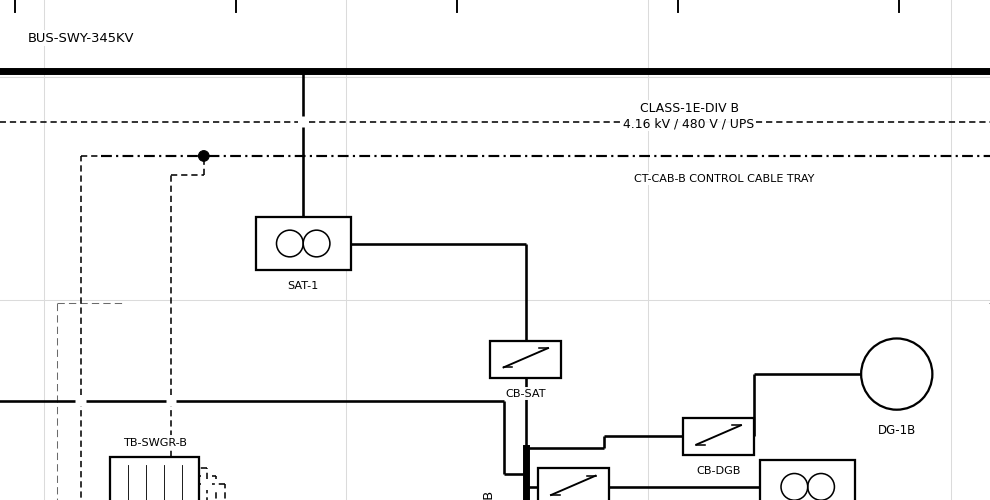 BUS-SWY-345KV
CLASS-1E-DIV B
4.16 kV / 480 V / UPS
CT-CAB-B CONTROL CABLE TRAY
SAT-1
CB-SAT
DG-1B
TB-SWGR-B
CB-DGB
B